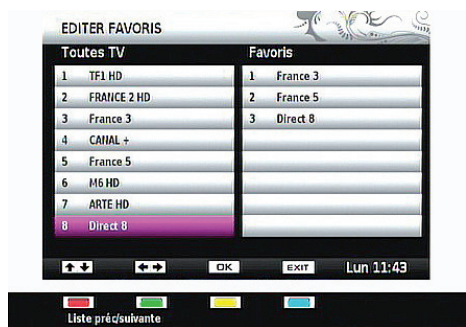 EDITER FAVORIS
Toutes TV
1 TF1 HD
2 FRANCE 2 HD
3 France 3
4 CANAL +
5 France 5
6 M6 HD
7 ARTE HD
8 Direct 8
Favoris
1 France 3
2 France 5
3 Direct 8
OK
EXIT
Lun 11:43
Liste préc/suivante